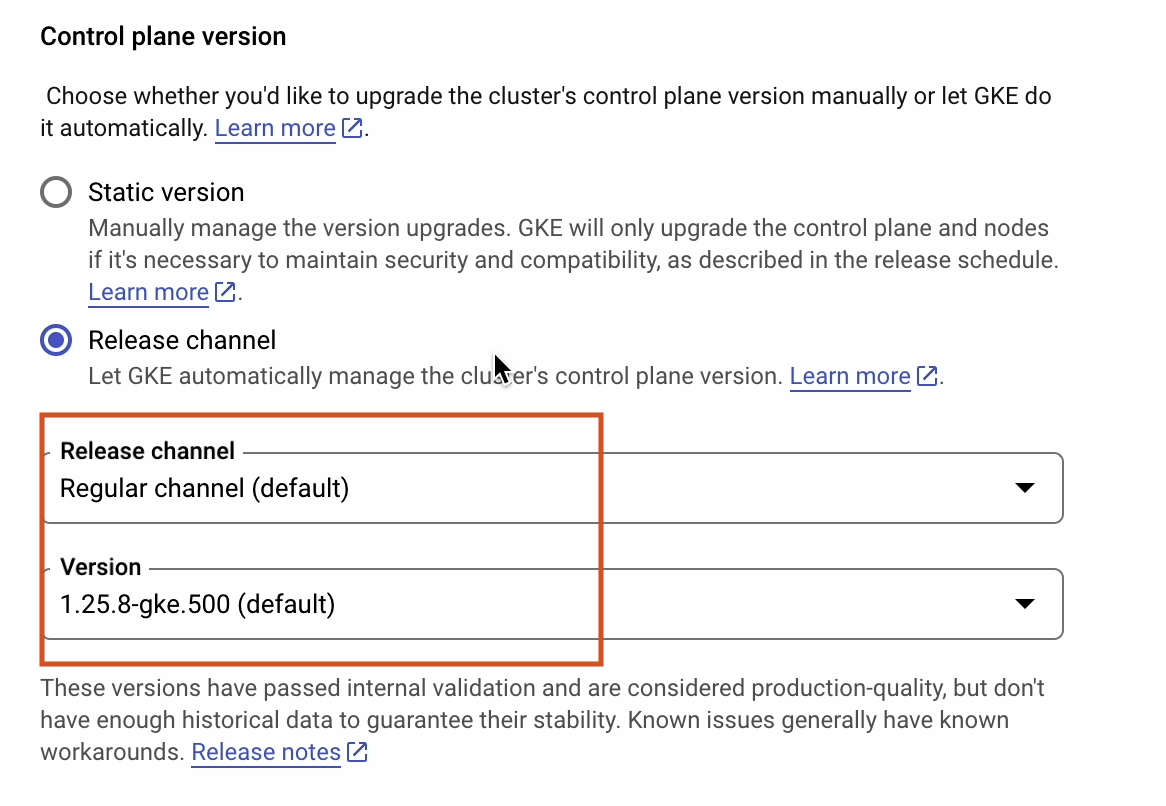 Control plane version
Choose whether you'd like to upgrade the cluster's control plane version manually or let GKE do
it automatically. Learn more.
Static version
Manually manage the version upgrades. GKE will only upgrade the control plane and nodes
if it's necessary to maintain security and compatibility, as described in the release schedule.
Learn more.
Release channel
Let GKE automatically manage the cluster's control plane version. Learn more.
Release channel
Regular channel (default)
Version
1.25.8-gke.500 (default)
These versions have passed internal validation and are considered production-quality, but don't
have enough historical data to guarantee their stability. Known issues generally have known
workarounds. Release notes